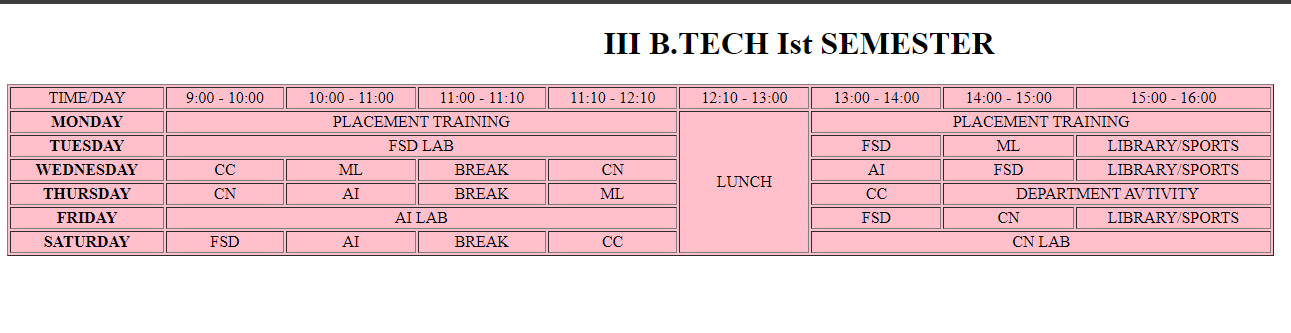 III B.TECH Ist SEMESTER
TIME/DAY 9:00 - 10:00 10:00 - 11:00 11:00 - 11:10 11:10 - 12:10 12:10 - 13:00 13:00 - 14:00 14:00 - 15:00 15:00 - 16:00
MONDAY PLACEMENT TRAINING LUNCH PLACEMENT TRAINING
TUESDAY FSD LAB FSD ML LIBRARY/SPORTS
WEDNESDAY CC ML BREAK CN AI FSD LIBRARY/SPORTS
THURSDAY CN AI BREAK ML CC DEPARTMENT AVTIVITY
FRIDAY AI LAB FSD CN LIBRARY/SPORTS
SATURDAY FSD AI BREAK CC CN LAB